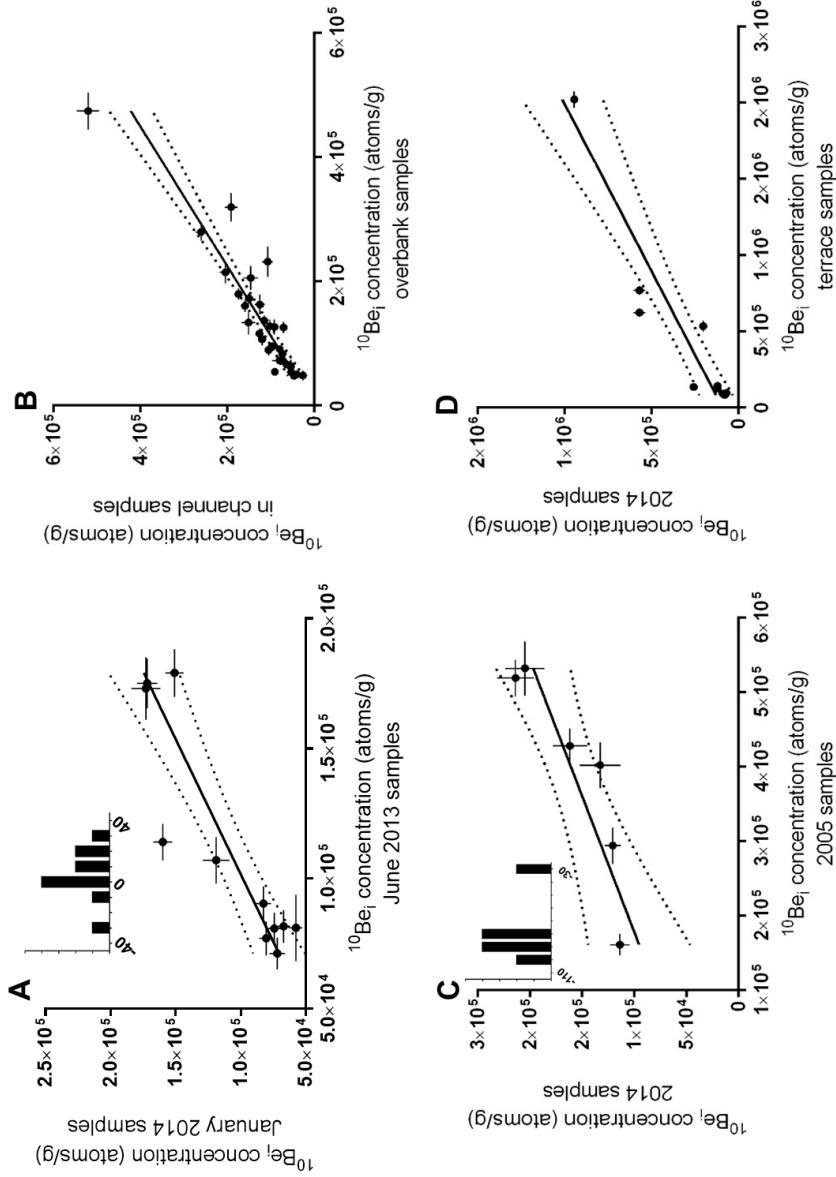 A
¹⁰Beᵢ concentration (atoms/g)
January 2014 samples
2.5×10⁵
2.0×10⁵
1.5×10⁵
1.0×10⁵
5.0×10⁴
-40 0 40
5.0×10⁴ 1.0×10⁵ 1.5×10⁵ 2.0×10⁵
¹⁰Beᵢ concentration (atoms/g)
June 2013 samples
B
¹⁰Beᵢ concentration (atoms/g)
in channel samples
6×10⁵
4×10⁵
2×10⁵
0
0 2×10⁵ 4×10⁵ 6×10⁵
¹⁰Beᵢ concentration (atoms/g)
overbank samples
C
¹⁰Beᵢ concentration (atoms/g)
2014 samples
3×10⁵
2×10⁵
2×10⁵
1×10⁵
5×10⁴
0
-110 -30
1×10⁵ 2×10⁵ 3×10⁵ 4×10⁵ 5×10⁵ 6×10⁵
¹⁰Beᵢ concentration (atoms/g)
2005 samples
D
¹⁰Beᵢ concentration (atoms/g)
2014 samples
2×10⁶
1×10⁶
5×10⁵
0
0 5×10⁵ 1×10⁶ 2×10⁶ 2×10⁶ 3×10⁶
¹⁰Beᵢ concentration (atoms/g)
terrace samples